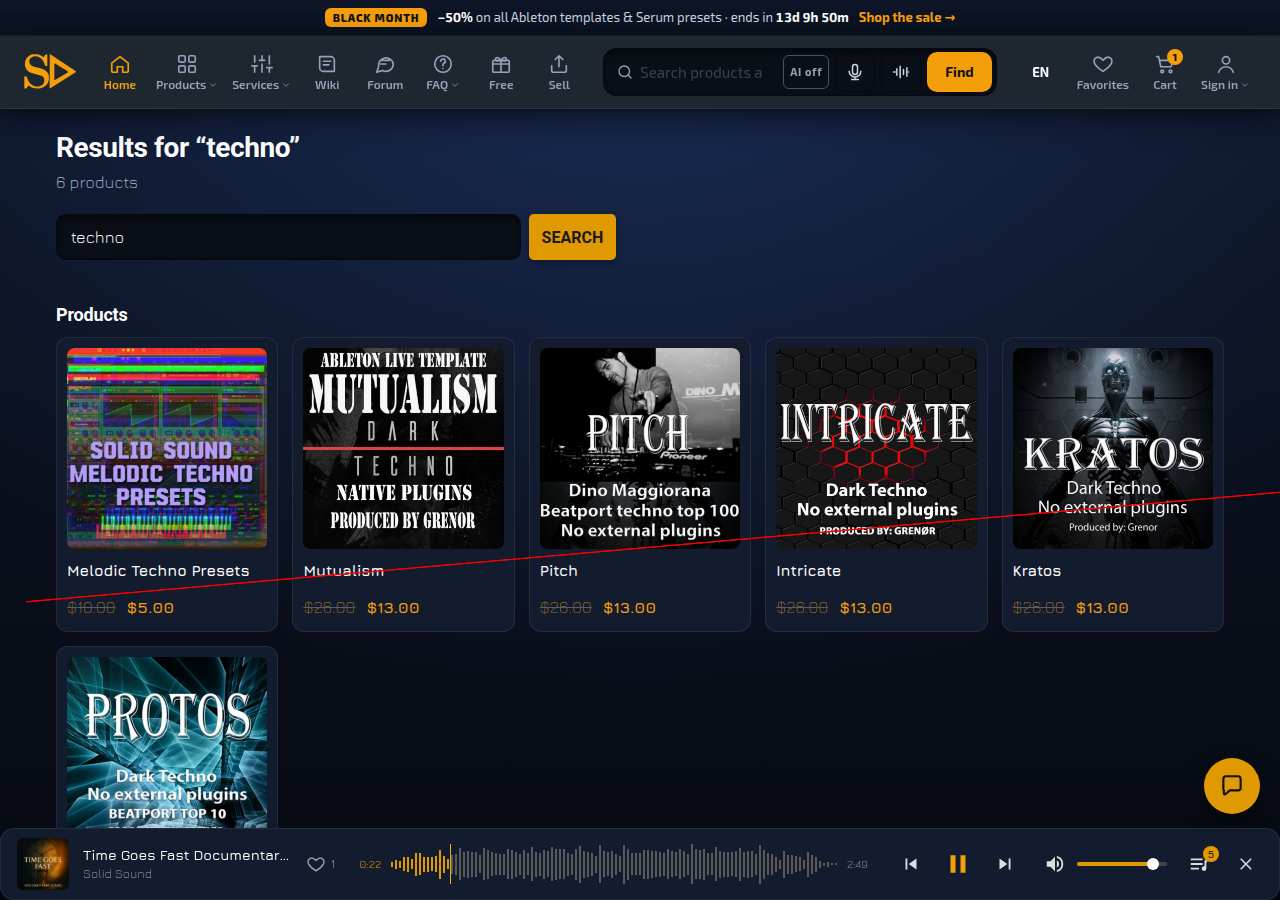 BLACK MONTH −50% on all Ableton templates & Serum presets · ends in 13d 9h 50m Shop the sale →
Home
Products
Services
Wiki
Forum
FAQ
Free
Sell
Search products a
AI off
Find
EN
Favorites
1
Cart
Sign in
Results for “techno”
6 products
techno
SEARCH
Products
SOLID SOUND
MELODIC TECHNO
PRESETS
Melodic Techno Presets
$10.00 $5.00
ABLETON LIVE TEMPLATE
MUTUALISM
DARK
TECHNO
NATIVE PLUGINS
PRODUCED BY GRENOR
Mutualism
$26.00 $13.00
DINO M
PITCH
Pioneer
Dino Maggiorana
Beatport techno top 100
No external plugins
Pitch
$26.00 $13.00
INTRICATE
Dark Techno
No external plugins
PRODUCED BY: GRENØR
Intricate
$26.00 $13.00
KRATOS
Dark Techno
No external plugins
Produced by: Grenor
Kratos
$26.00 $13.00
PROTOS
Dark Techno
No external plugins
BEATPORT TOP 10
TIME GOES
FAST
Time Goes Fast Documentar...
Solid Sound
1
0:22
2:49
5